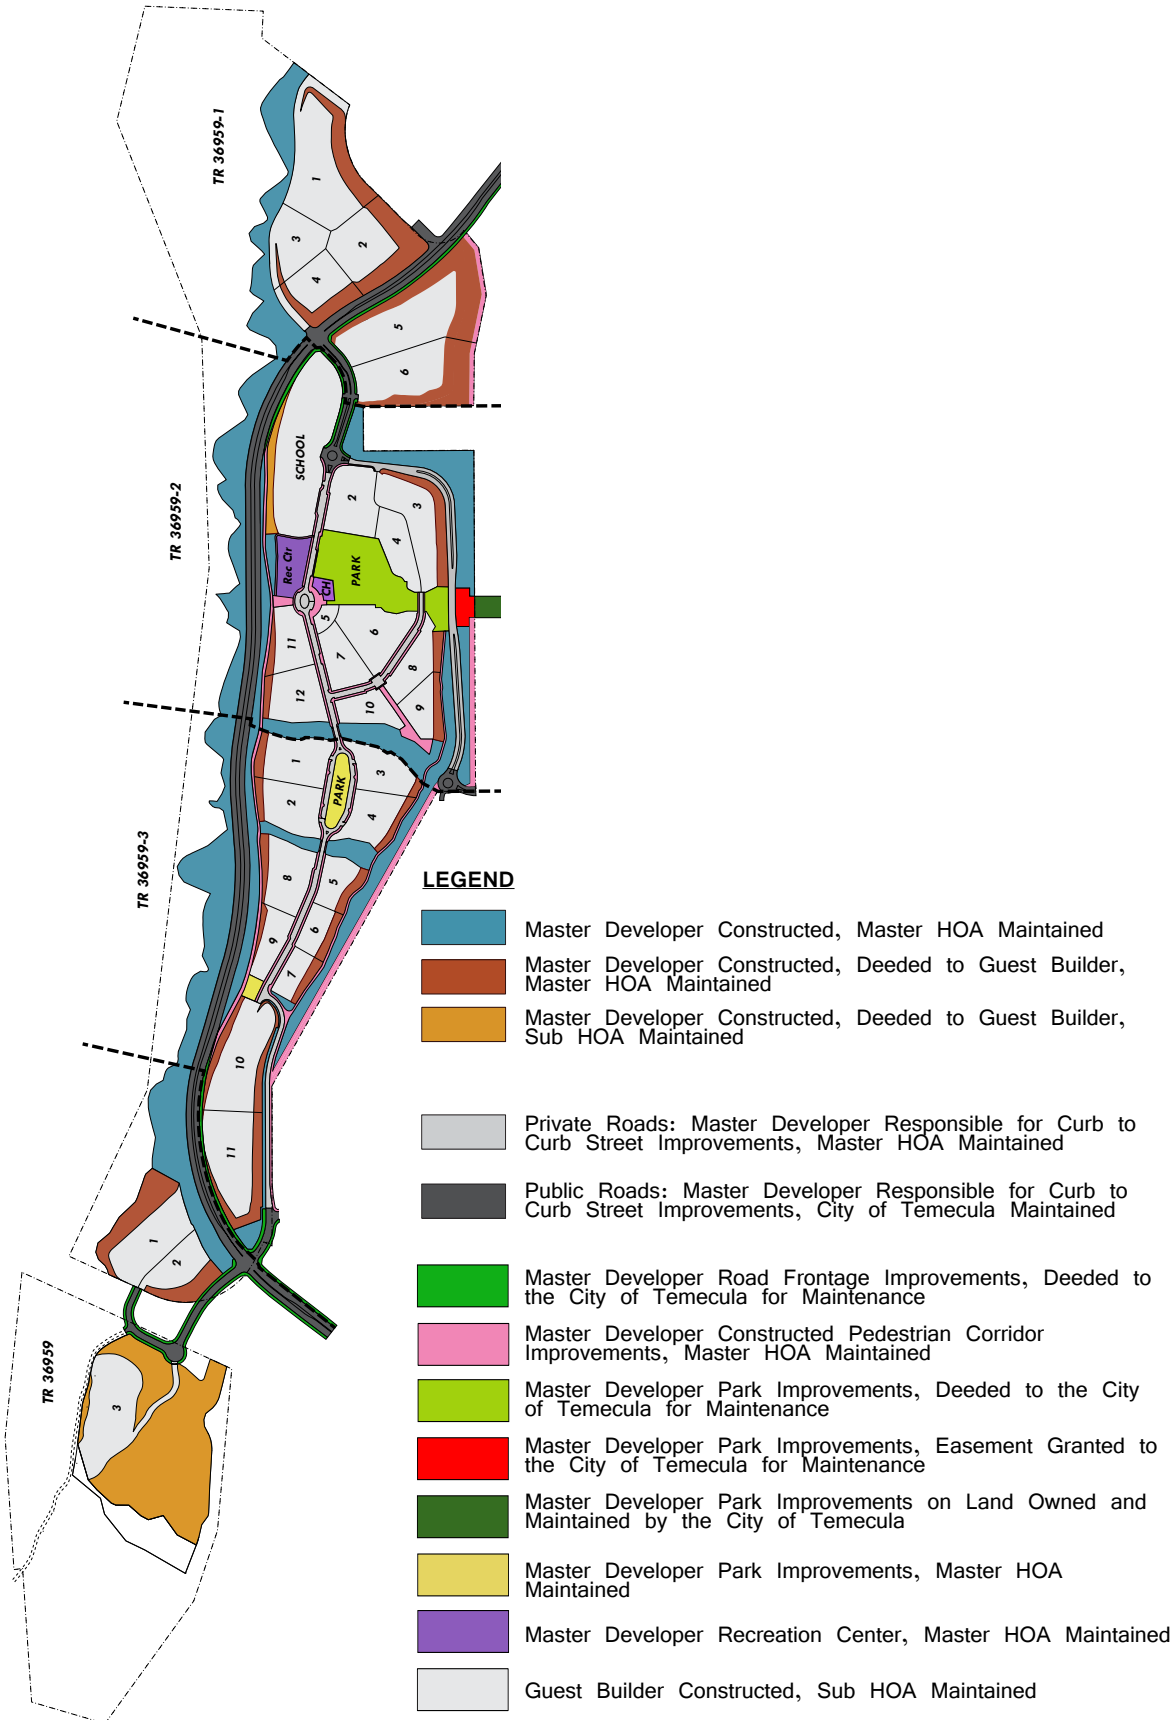 TR 36959-1
1
3
2
4
5
6
SCHOOL
TR 36959-2
2
3
4
Rec Ctr
CH
PARK
5
6
11
7
8
12
10
9
1
3
PARK
2
4
TR 36959-3
8
5
9
6
7
10
11
1
2
TR 36959
3
LEGEND
Master Developer Constructed, Master HOA Maintained
Master Developer Constructed, Deeded to Guest Builder,
Master HOA Maintained
Master Developer Constructed, Deeded to Guest Builder,
Sub HOA Maintained
Private Roads: Master Developer Responsible for Curb to
Curb Street Improvements, Master HOA Maintained
Public Roads: Master Developer Responsible for Curb to
Curb Street Improvements, City of Temecula Maintained
Master Developer Road Frontage Improvements, Deeded to
the City of Temecula for Maintenance
Master Developer Constructed Pedestrian Corridor
Improvements, Master HOA Maintained
Master Developer Park Improvements, Deeded to the City
of Temecula for Maintenance
Master Developer Park Improvements, Easement Granted to
the City of Temecula for Maintenance
Master Developer Park Improvements on Land Owned and
Maintained by the City of Temecula
Master Developer Park Improvements, Master HOA
Maintained
Master Developer Recreation Center, Master HOA Maintained
Guest Builder Constructed, Sub HOA Maintained